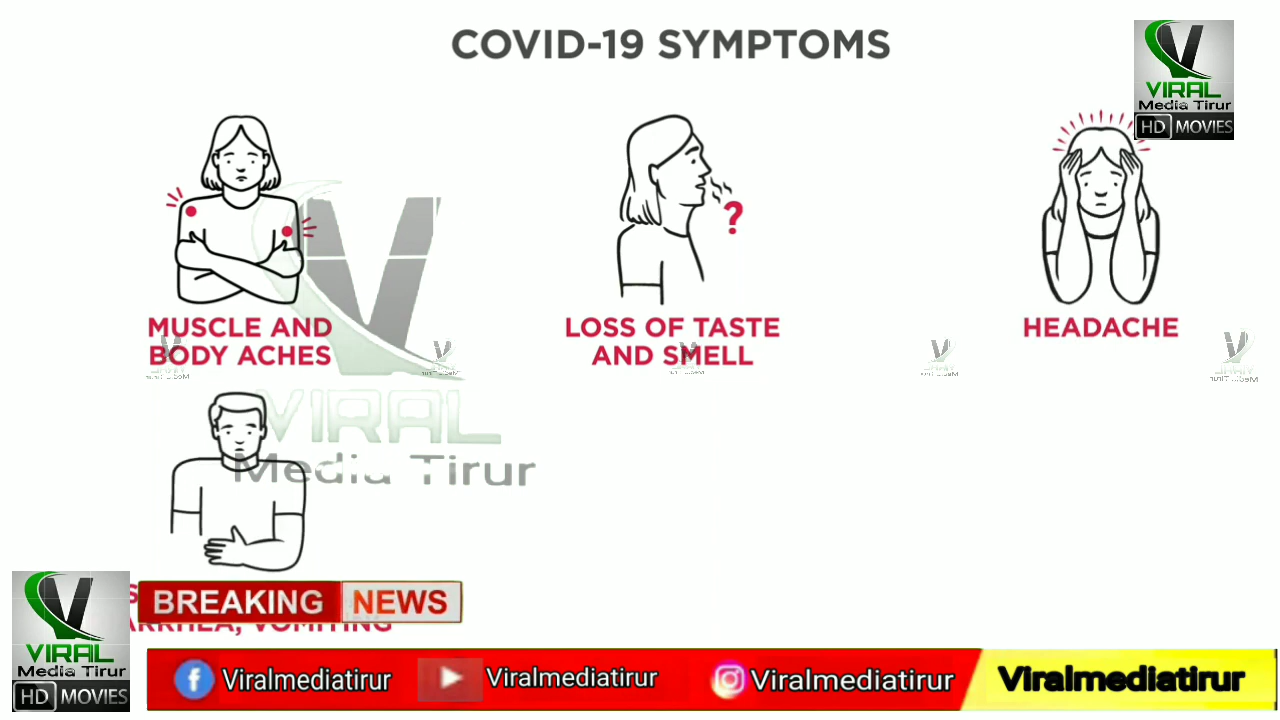 COVID-19 SYMPTOMS
VIRAL
Media Tirur
HD MOVIES
MUSCLE AND
BODY ACHES
LOSS OF TASTE
AND SMELL
HEADACHE
VIRAL
Media Tirur
BREAKING NEWS
VOMITING
VIRAL
Media Tirur
HD MOVIES
Viralmediatirur
Viralmediatirur
Viralmediatirur
Viralmediatirur